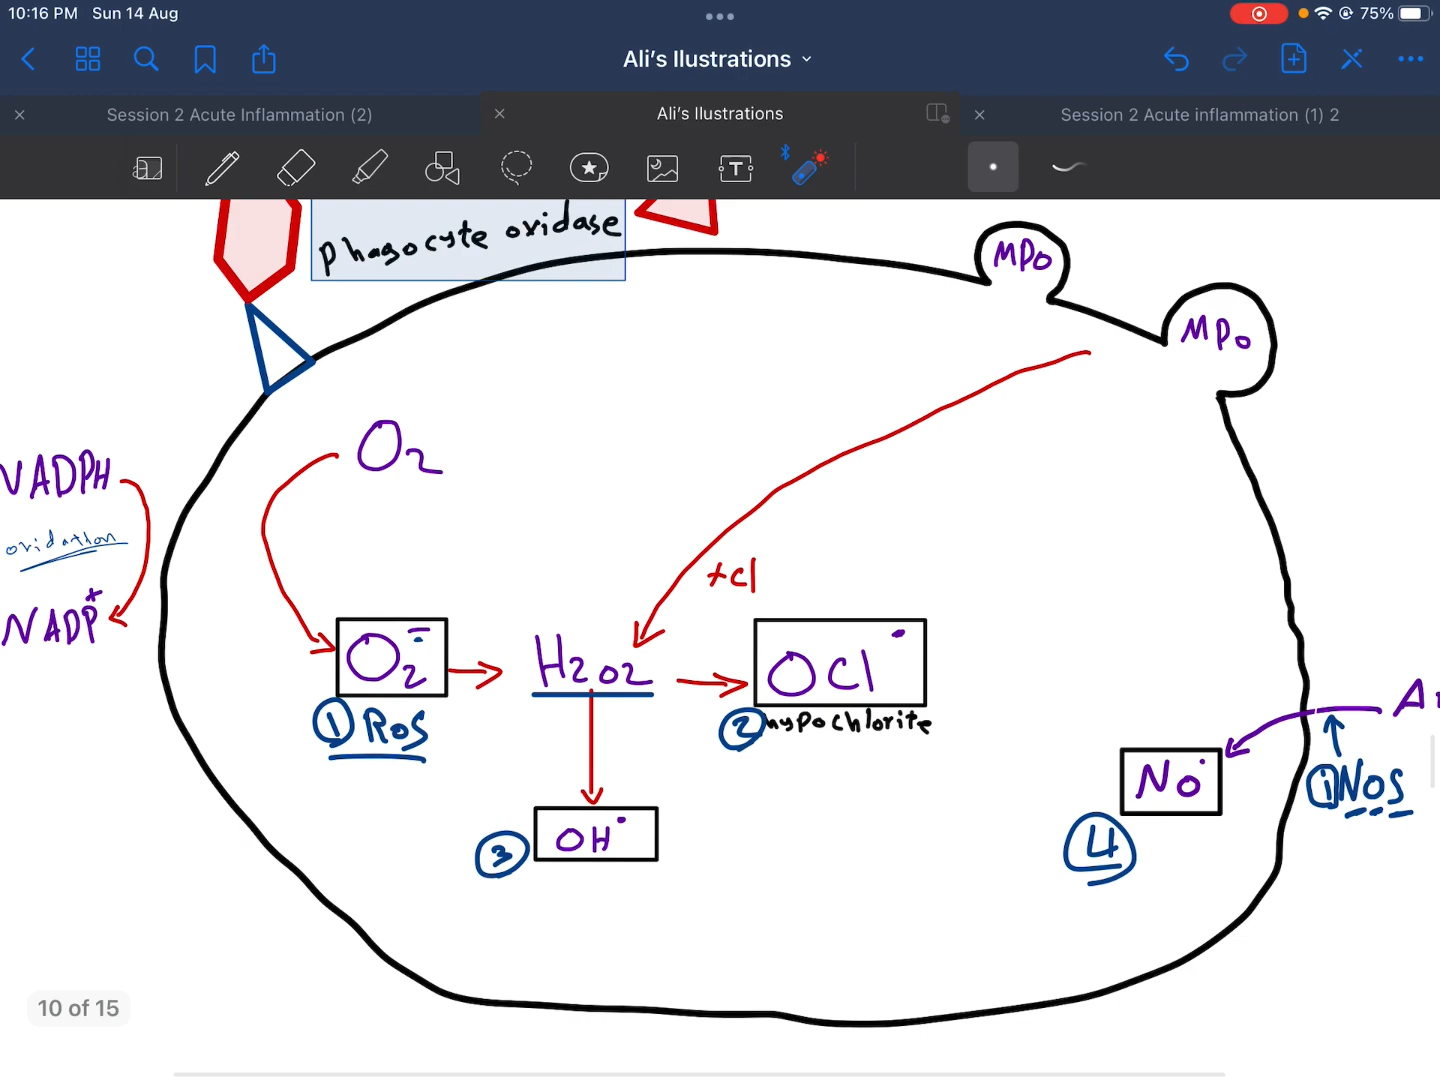 10:16 PM Sun 14 Aug
75%
Ali's Ilustrations
Session 2 Acute Inflammation (2)
Ali's Ilustrations
Session 2 Acute inflammation (1) 2
phagocyte oxidase
MPO
MPO
O2
NADPH
oxidation
NADP+
+cl
O2-
H2O2
OCl•
1 ROS
2 hypochlorite
NO•
iNOS
3 OH•
4
10 of 15